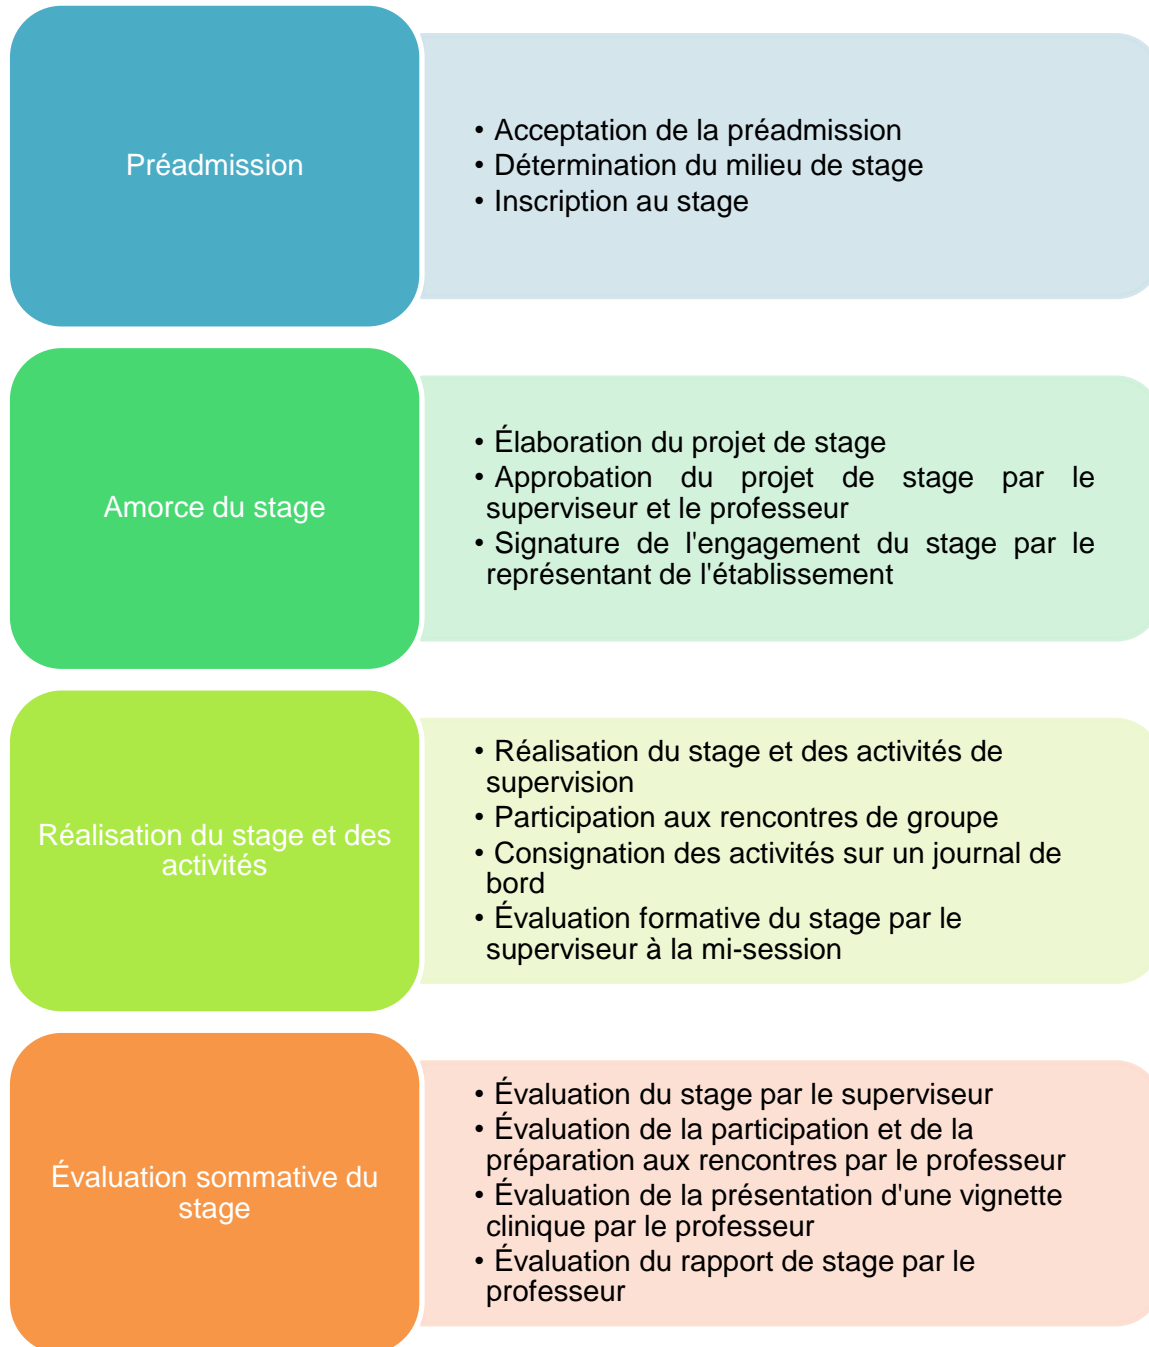 Préadmission
• Acceptation de la préadmission
• Détermination du milieu de stage
• Inscription au stage
Amorce du stage
• Élaboration du projet de stage
• Approbation du projet de stage par le
superviseur et le professeur
• Signature de l'engagement du stage par le
représentant de l'établissement
Réalisation du stage et des
activités
• Réalisation du stage et des activités de
supervision
• Participation aux rencontres de groupe
• Consignation des activités sur un journal de
bord
• Évaluation formative du stage par le
superviseur à la mi-session
Évaluation sommative du
stage
• Évaluation du stage par le superviseur
• Évaluation de la participation et de la
préparation aux rencontres par le professeur
• Évaluation de la présentation d'une vignette
clinique par le professeur
• Évaluation du rapport de stage par le
professeur